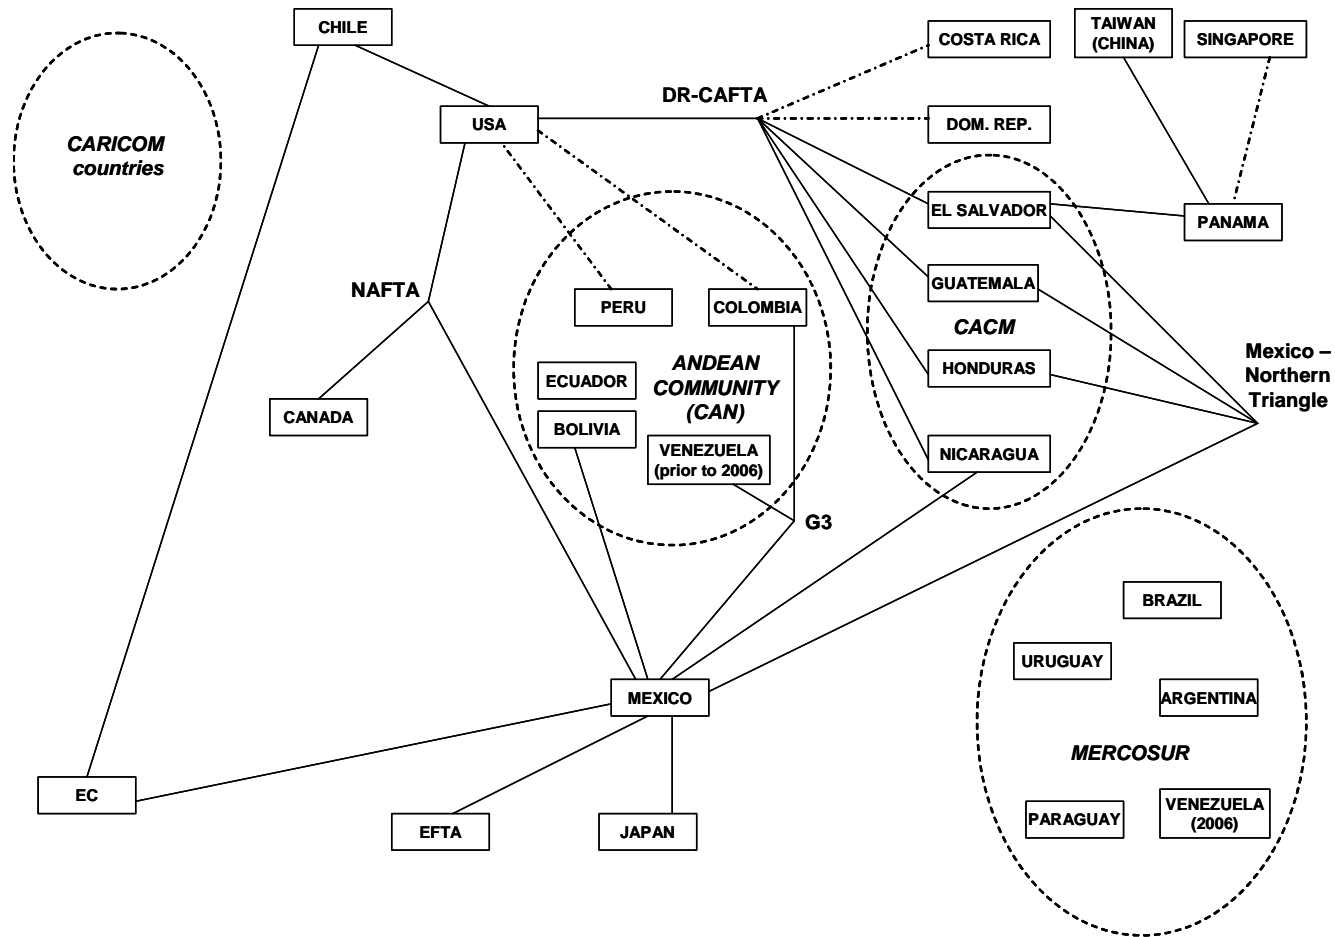 CHILE
COSTA RICA
TAIWAN
(CHINA)
SINGAPORE
DR-CAFTA
USA
DOM. REP.
CARICOM
countries
EL SALVADOR
PANAMA
NAFTA
PERU
COLOMBIA
GUATEMALA
CACM
ANDEAN
COMMUNITY
(CAN)
ECUADOR
HONDURAS
Mexico –
Northern
Triangle
CANADA
BOLIVIA
VENEZUELA
(prior to 2006)
NICARAGUA
G3
BRAZIL
URUGUAY
MEXICO
ARGENTINA
MERCOSUR
EC
EFTA
JAPAN
PARAGUAY
VENEZUELA
(2006)